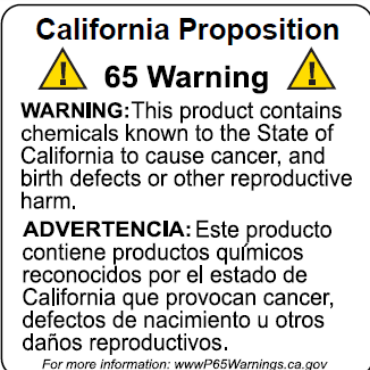 California Proposition
65 Warning
WARNING: This product contains
chemicals known to the State of
California to cause cancer, and
birth defects or other reproductive
harm.
ADVERTENCIA: Este producto
contiene productos químicos
reconocidos por el estado de
California que provocan cancer,
defectos de nacimiento u otros
daños reproductivos.
For more information: wwwP65Warnings.ca.gov